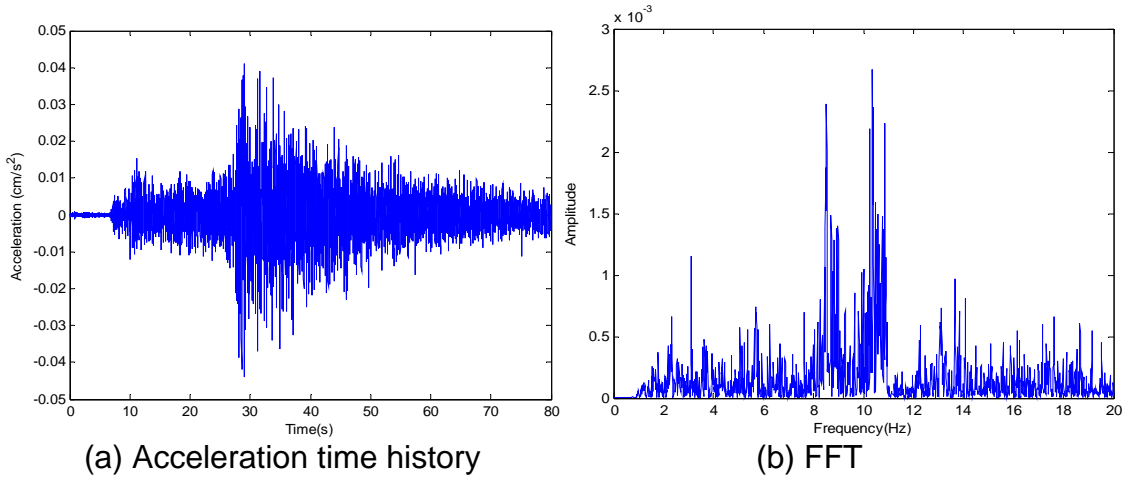 x 10⁻³
0.05
0.04
0.03
0.02
0.01
0
-0.01
-0.02
-0.03
-0.04
-0.05
Acceleration (cm/s²)
0 10 20 30 40 50 60 70 80
Time(s)
(a) Acceleration time history
3
2.5
2
1.5
1
0.5
0
Amplitude
0 2 4 6 8 10 12 14 16 18 20
Frequency(Hz)
(b) FFT